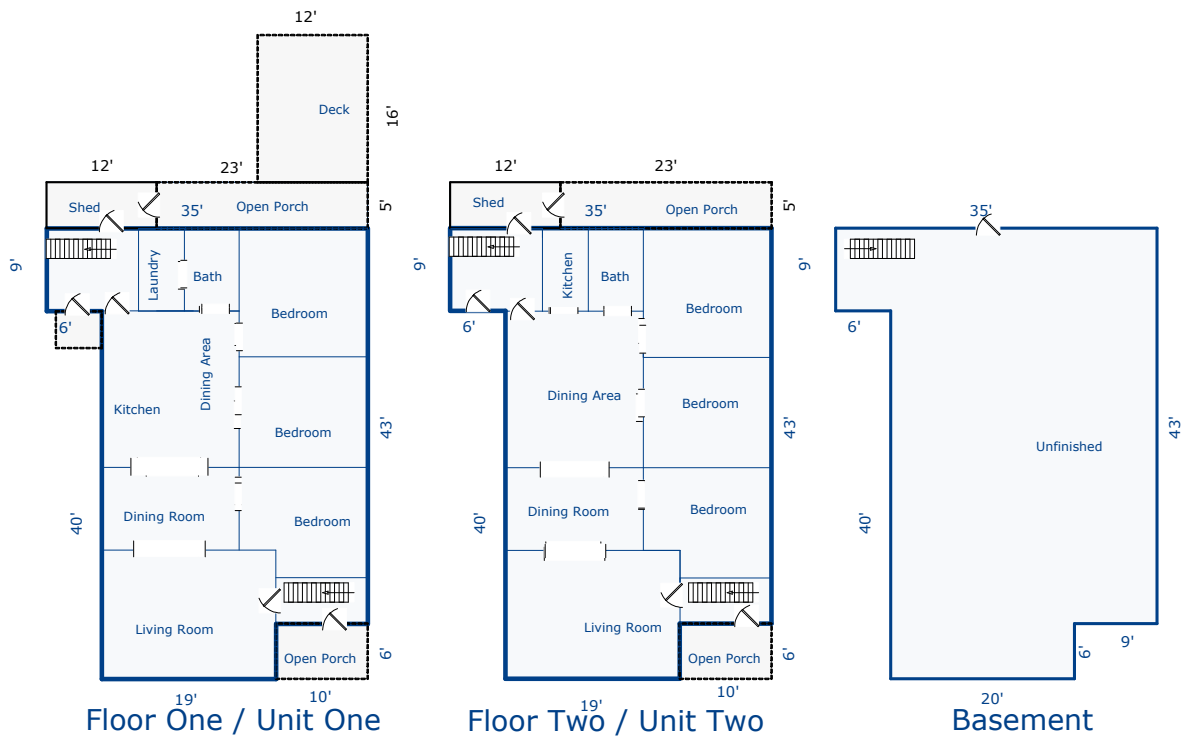 12'
Deck
16'
12'
23'
Shed
Open Porch
5'
35'
9'
Laundry
Bath
Bedroom
6'
Dining Area
Kitchen
Bedroom
43'
Dining Room
Bedroom
40'
Living Room
Open Porch
6'
19'
10'
Floor One / Unit One
12'
23'
Shed
Open Porch
5'
35'
9'
Kitchen
Bath
Bedroom
6'
Dining Area
Bedroom
43'
Dining Room
Bedroom
40'
Living Room
Open Porch
6'
19'
10'
Floor Two / Unit Two
35'
9'
6'
Unfinished
43'
40'
6'
9'
20'
Basement